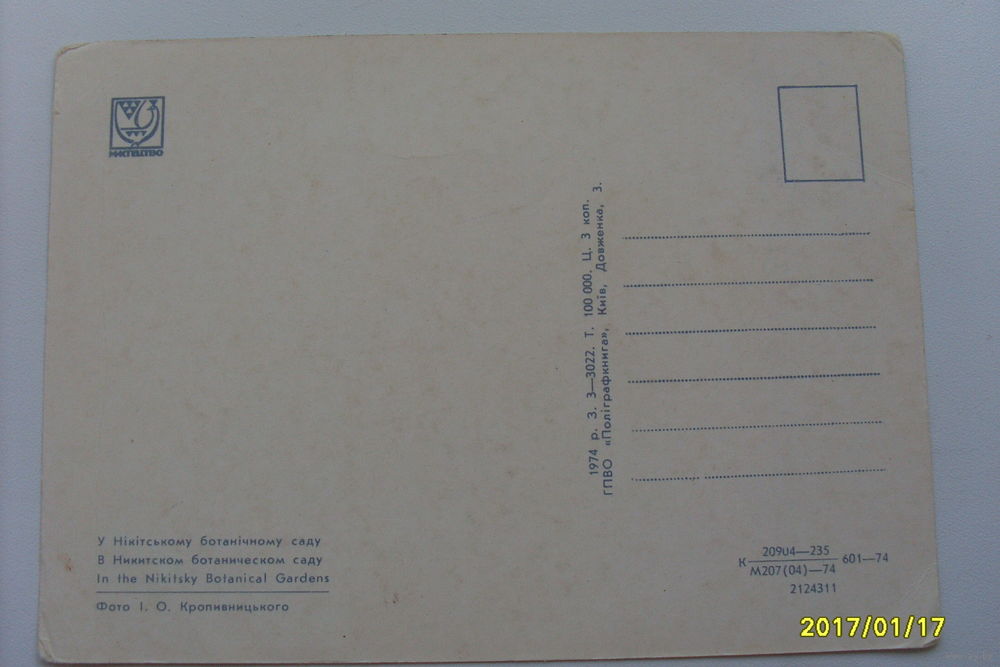 МИСТЕЦТВО
У Нікітському ботанічному саду
В Никитском ботаническом саду
In the Nikitsky Botanical Gardens
Фото І. О. Кропивницького
1974 р. З. 3—3022. Т. 100 000. Ц. 3 коп.
ГПВО «Поліграфкнига», Київ, Довженка, 3.
К 20904—235 601—74
М207(04)—74
2124311
2017/01/17